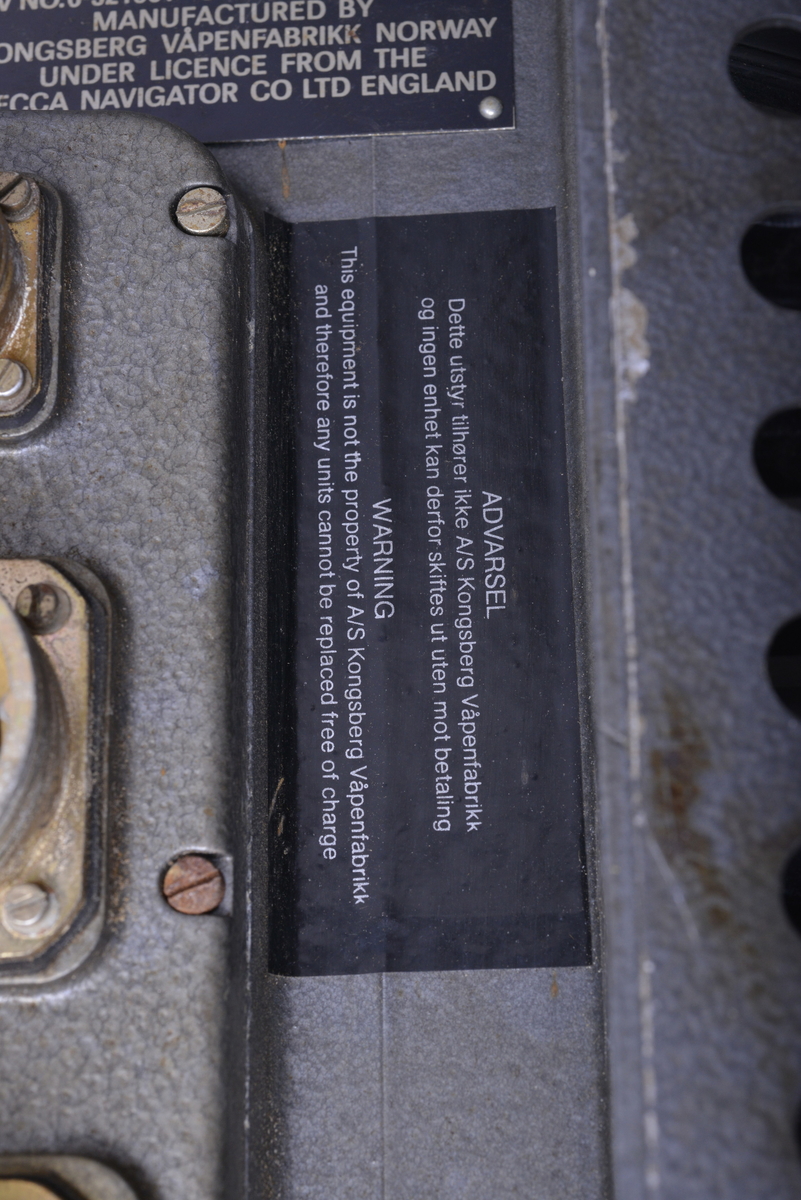 MANUFACTURED BY
VÅPENFABRIKK NORWAY
UNDER LICENCE FROM THE
NAVIGATOR CO LTD ENGLAND
ADVARSEL
Dette utstyr tilhører ikke A/S Kongsberg Våpenfabrikk
og ingen enhet kan derfor skiftes ut uten mot betaling
WARNING
This equipment is not the property of A/S Kongsberg Våpenfabrikk
and therefore any units cannot be replaced free of charge